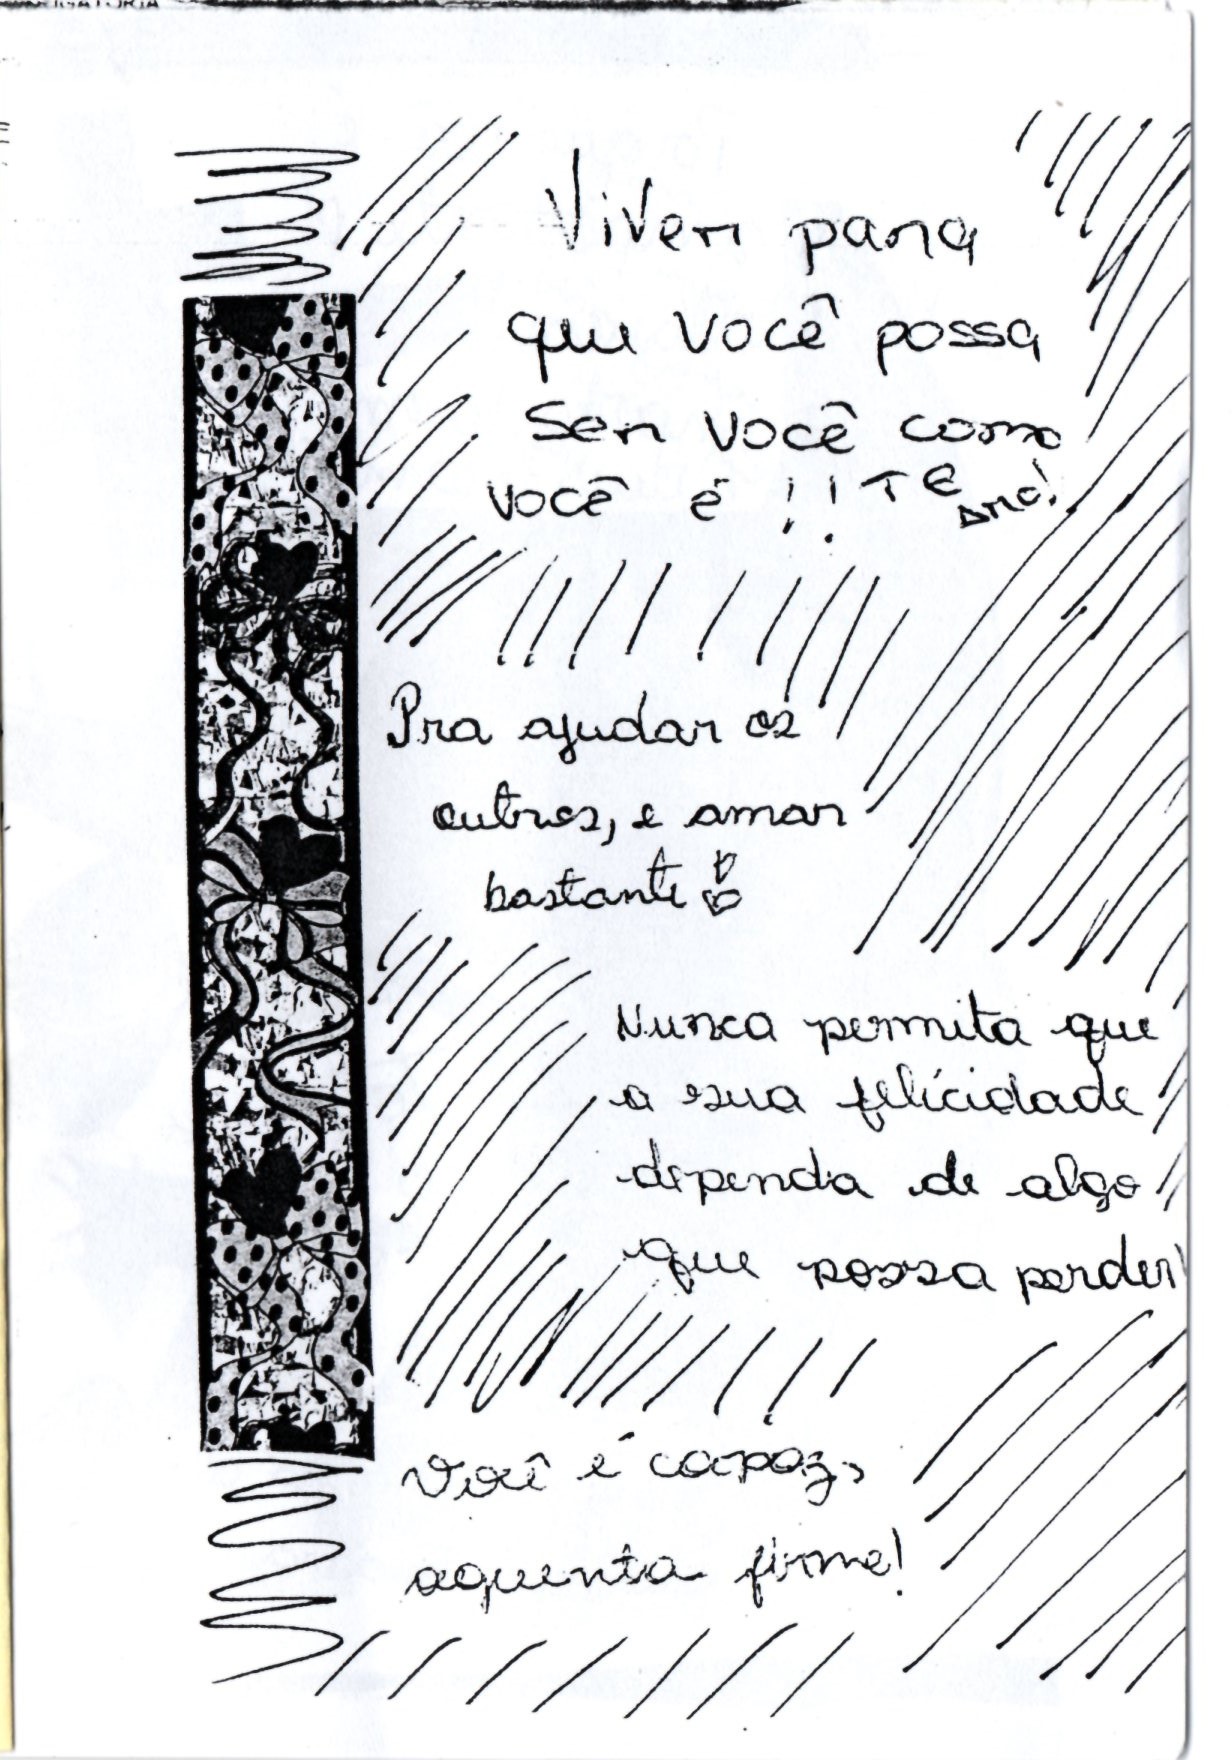 IGATÓRIA
Viver para
que você possa
Ser você como
você é !! TE
AMO!
Pra ajudar os
outros, e amar
bastante
Nunca permita que
a sua felicidade
dependa de algo
que possa perder!
Você é capaz,
aguenta firme!